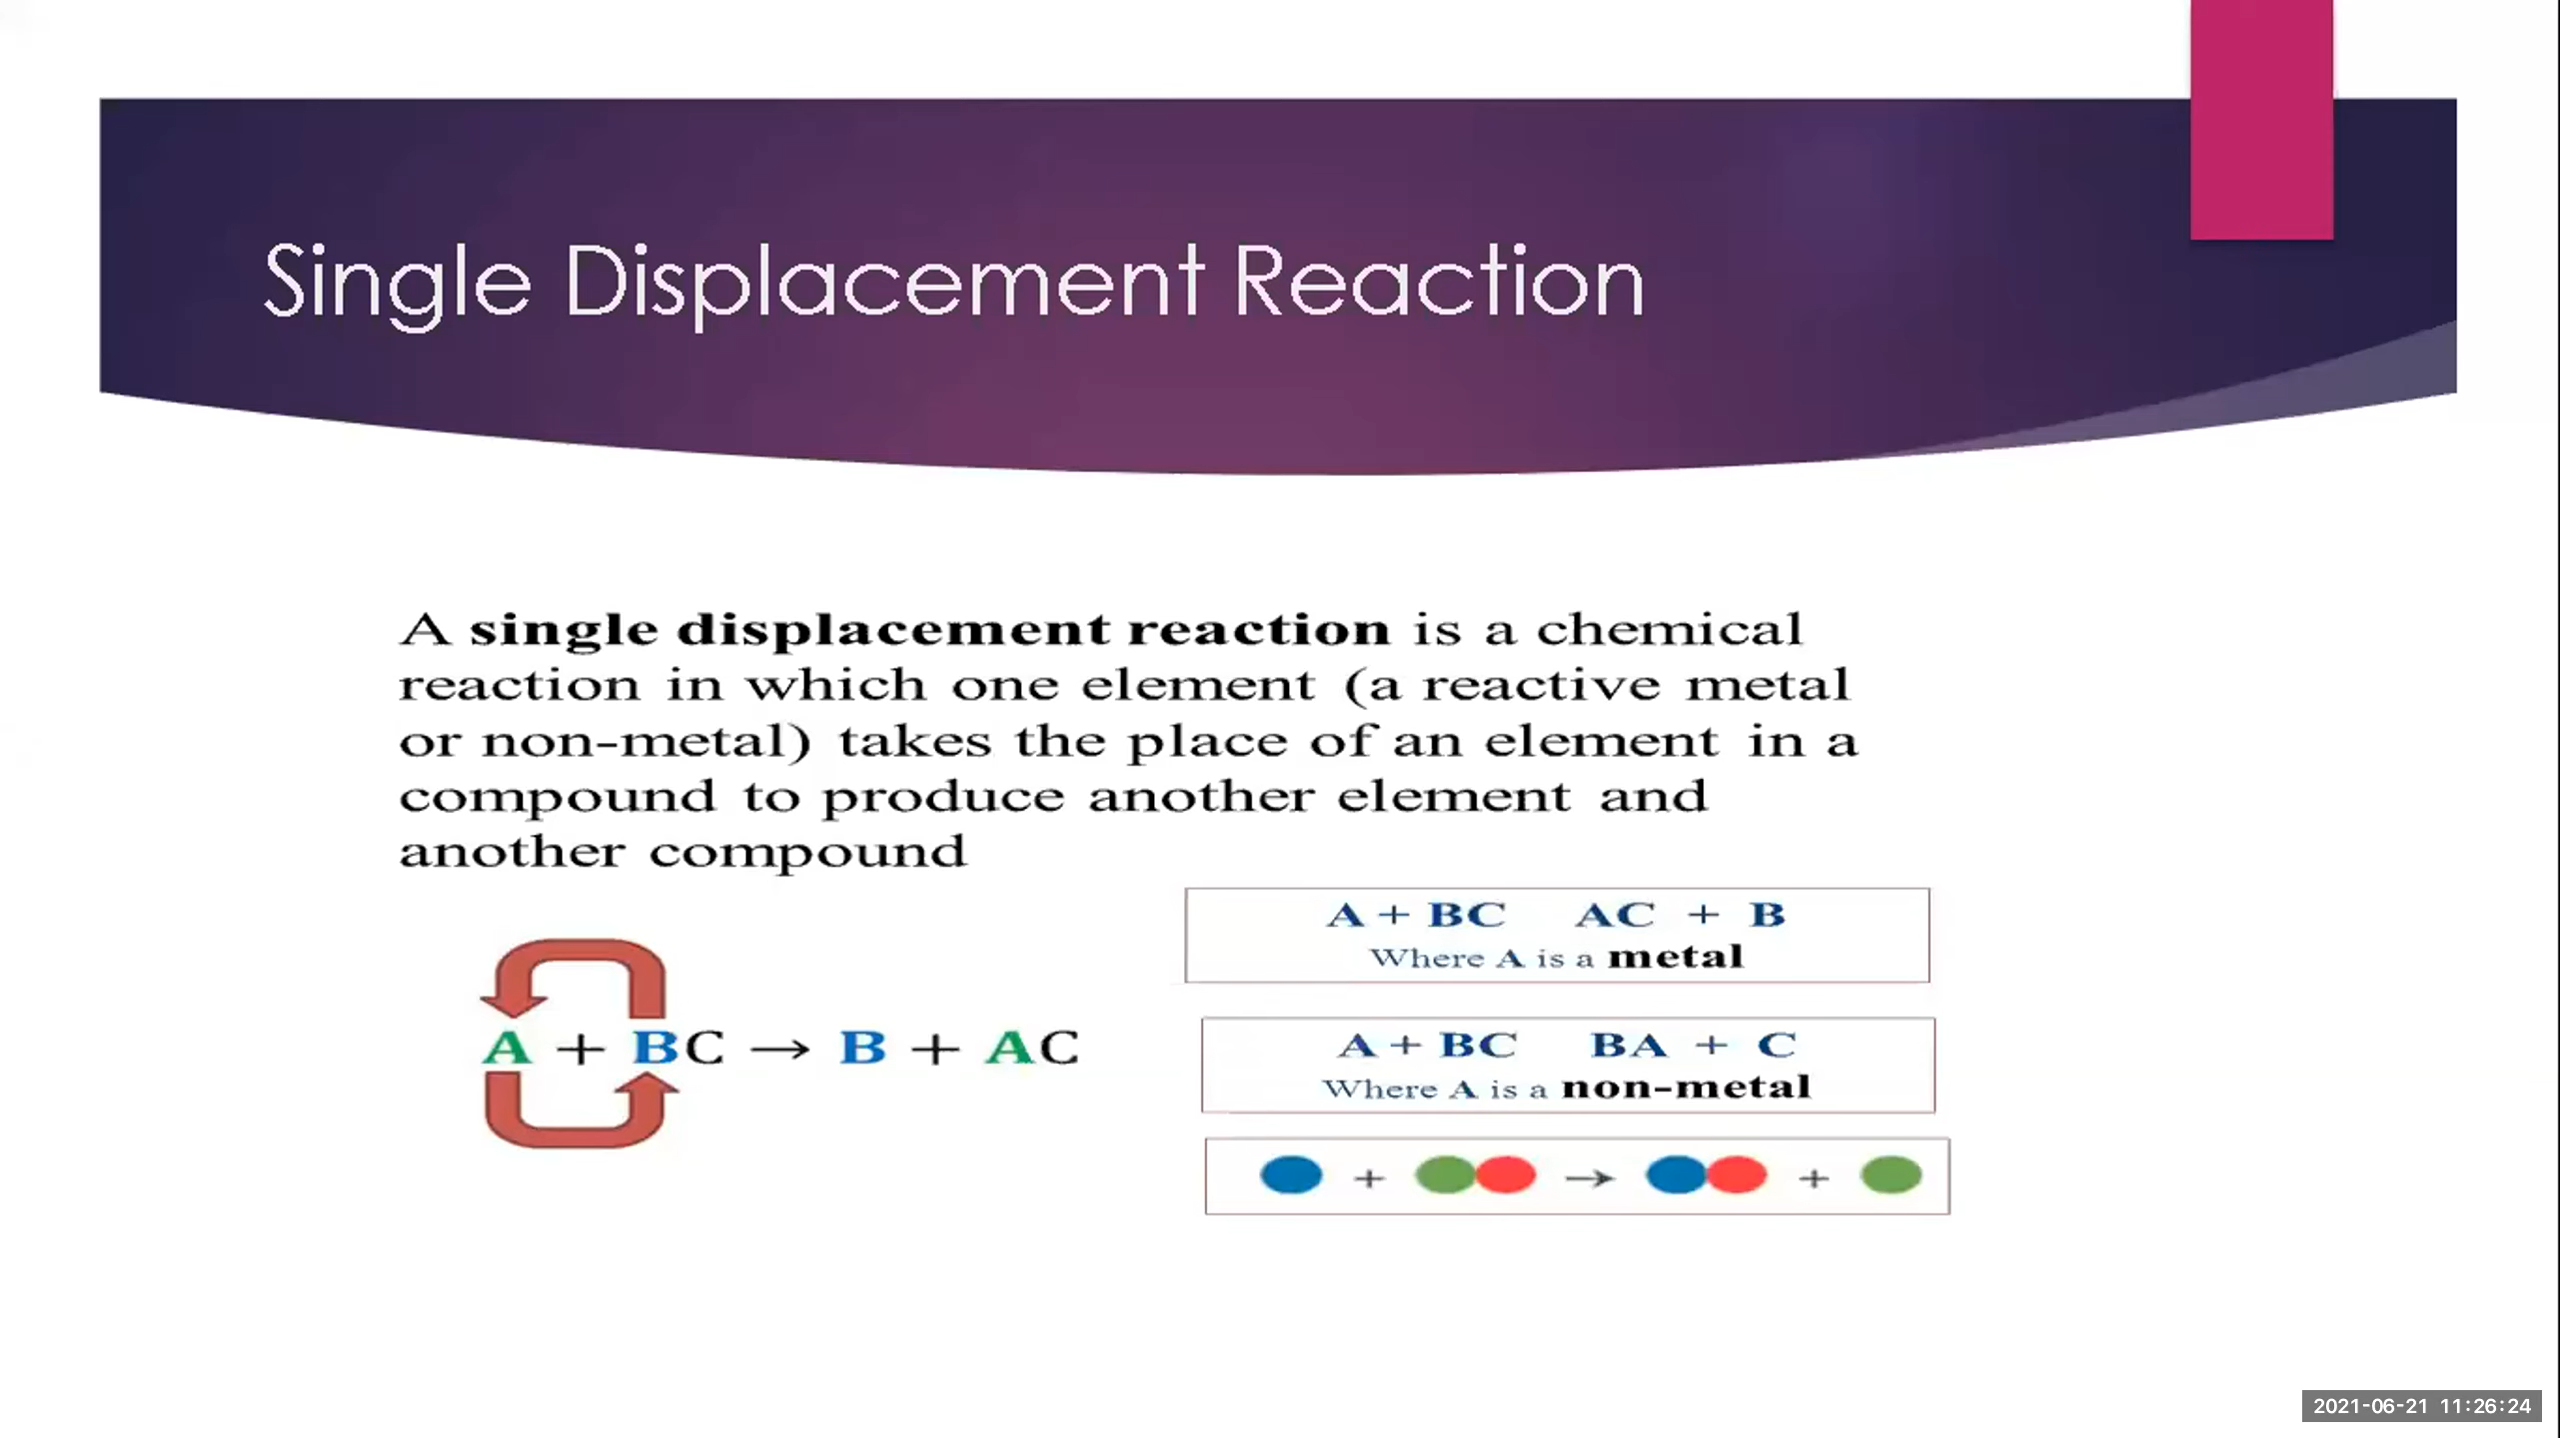 Single Displacement Reaction
A single displacement reaction is a chemical
reaction in which one element (a reactive metal
or non-metal) takes the place of an element in a
compound to produce another element and
another compound
A + BC → B + AC
A + BC AC + B
Where A is a metal
A + BC BA + C
Where A is a non-metal
+ → +
2021-06-21 11:26:24